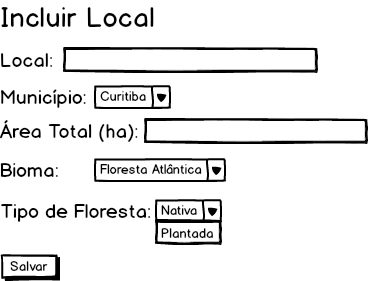 Incluir Local
Local:
Município: Curitiba
Área Total (ha):
Bioma: Floresta Atlântica
Tipo de Floresta: Nativa
Plantada
Salvar